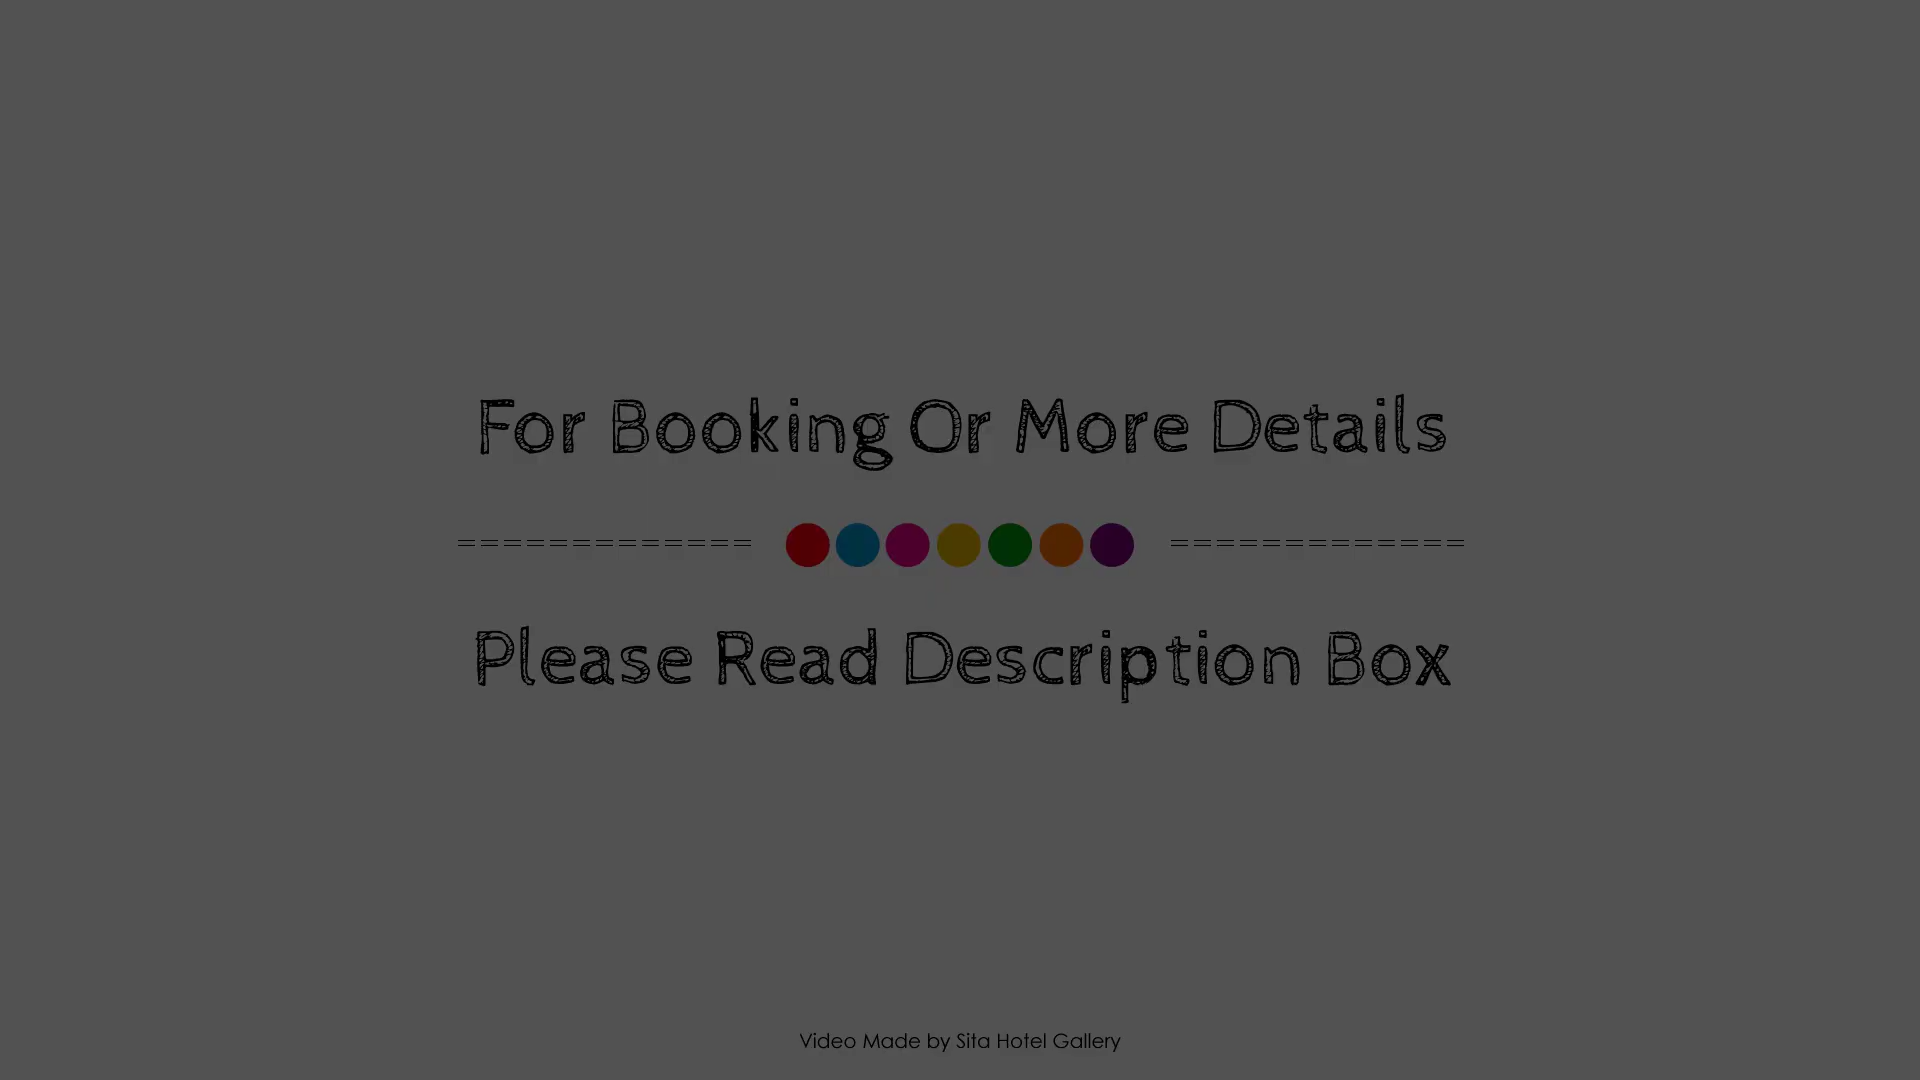 For Booking Or More Details
============= =============
Please Read Description Box
Video Made by Sita Hotel Gallery